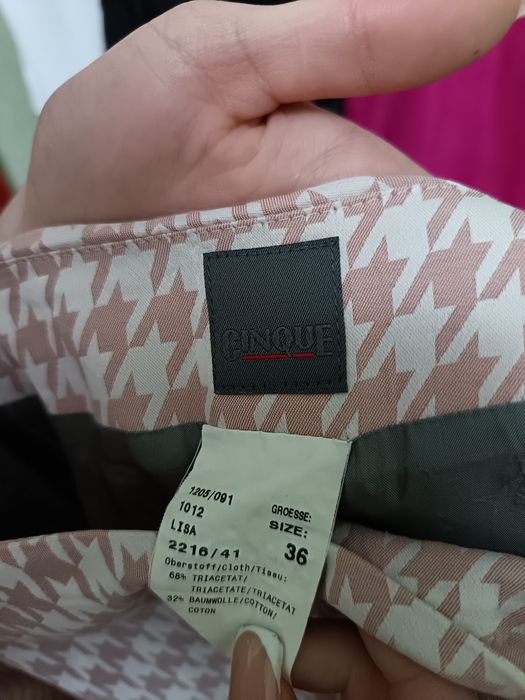 CINQUE
1205/091
1012
LISA
2216/41
GROESSE:
SIZE:
36
Oberstoff/Cloth/Tissu:
68% TRIACETAT/
TRIACETATE/TRIACETAT
32% BAUMWOLLE/COTTON/
COTON